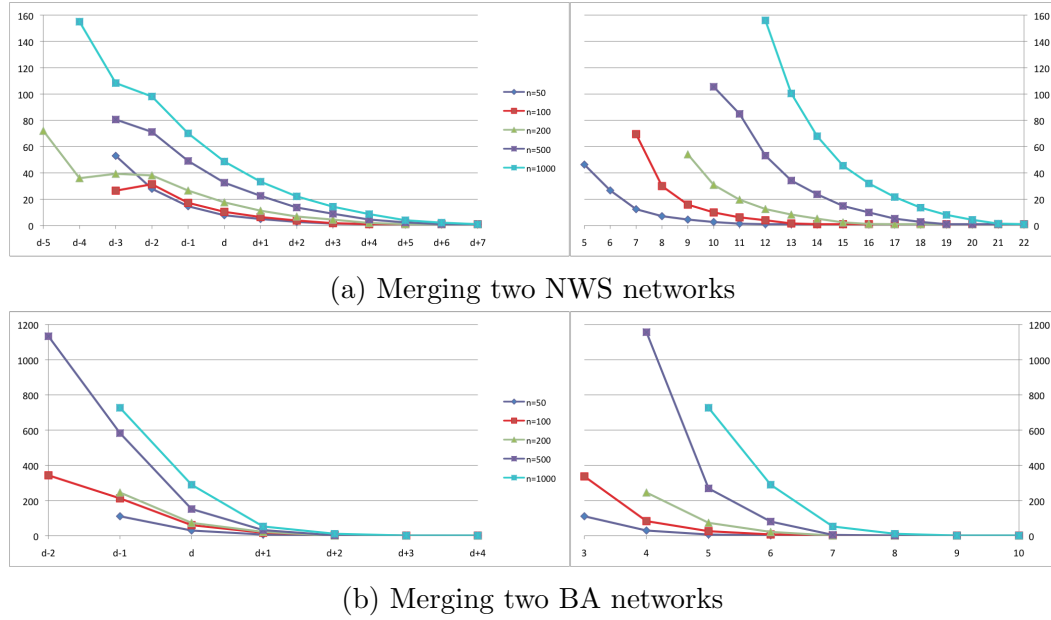 160
140
120
100
80
60
40
20
0
d-5 d-4 d-3 d-2 d-1 d d+1 d+2 d+3 d+4 d+5 d+6 d+7
n=50
n=100
n=200
n=500
n=1000
160
140
120
100
80
60
40
20
0
5 6 7 8 9 10 11 12 13 14 15 16 17 18 19 20 21 22
(a) Merging two NWS networks
1200
1000
800
600
400
200
0
d-2 d-1 d d+1 d+2 d+3 d+4
n=50
n=100
n=200
n=500
n=1000
1200
1000
800
600
400
200
0
3 4 5 6 7 8 9 10
(b) Merging two BA networks